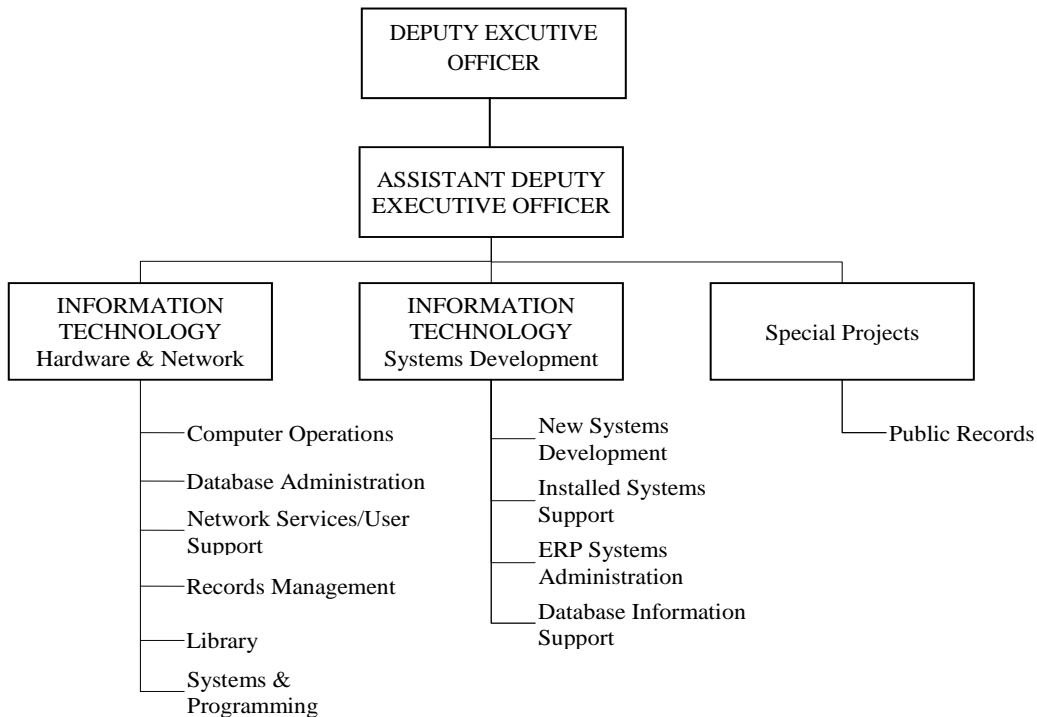 DEPUTY EXCUTIVE
OFFICER
ASSISTANT DEPUTY
EXECUTIVE OFFICER
INFORMATION
TECHNOLOGY
Hardware & Network
INFORMATION
TECHNOLOGY
Systems Development
Special Projects
Computer Operations
Database Administration
Network Services/User
Support
Records Management
Library
Systems &
Programming
New Systems
Development
Installed Systems
Support
ERP Systems
Administration
Database Information
Support
Public Records